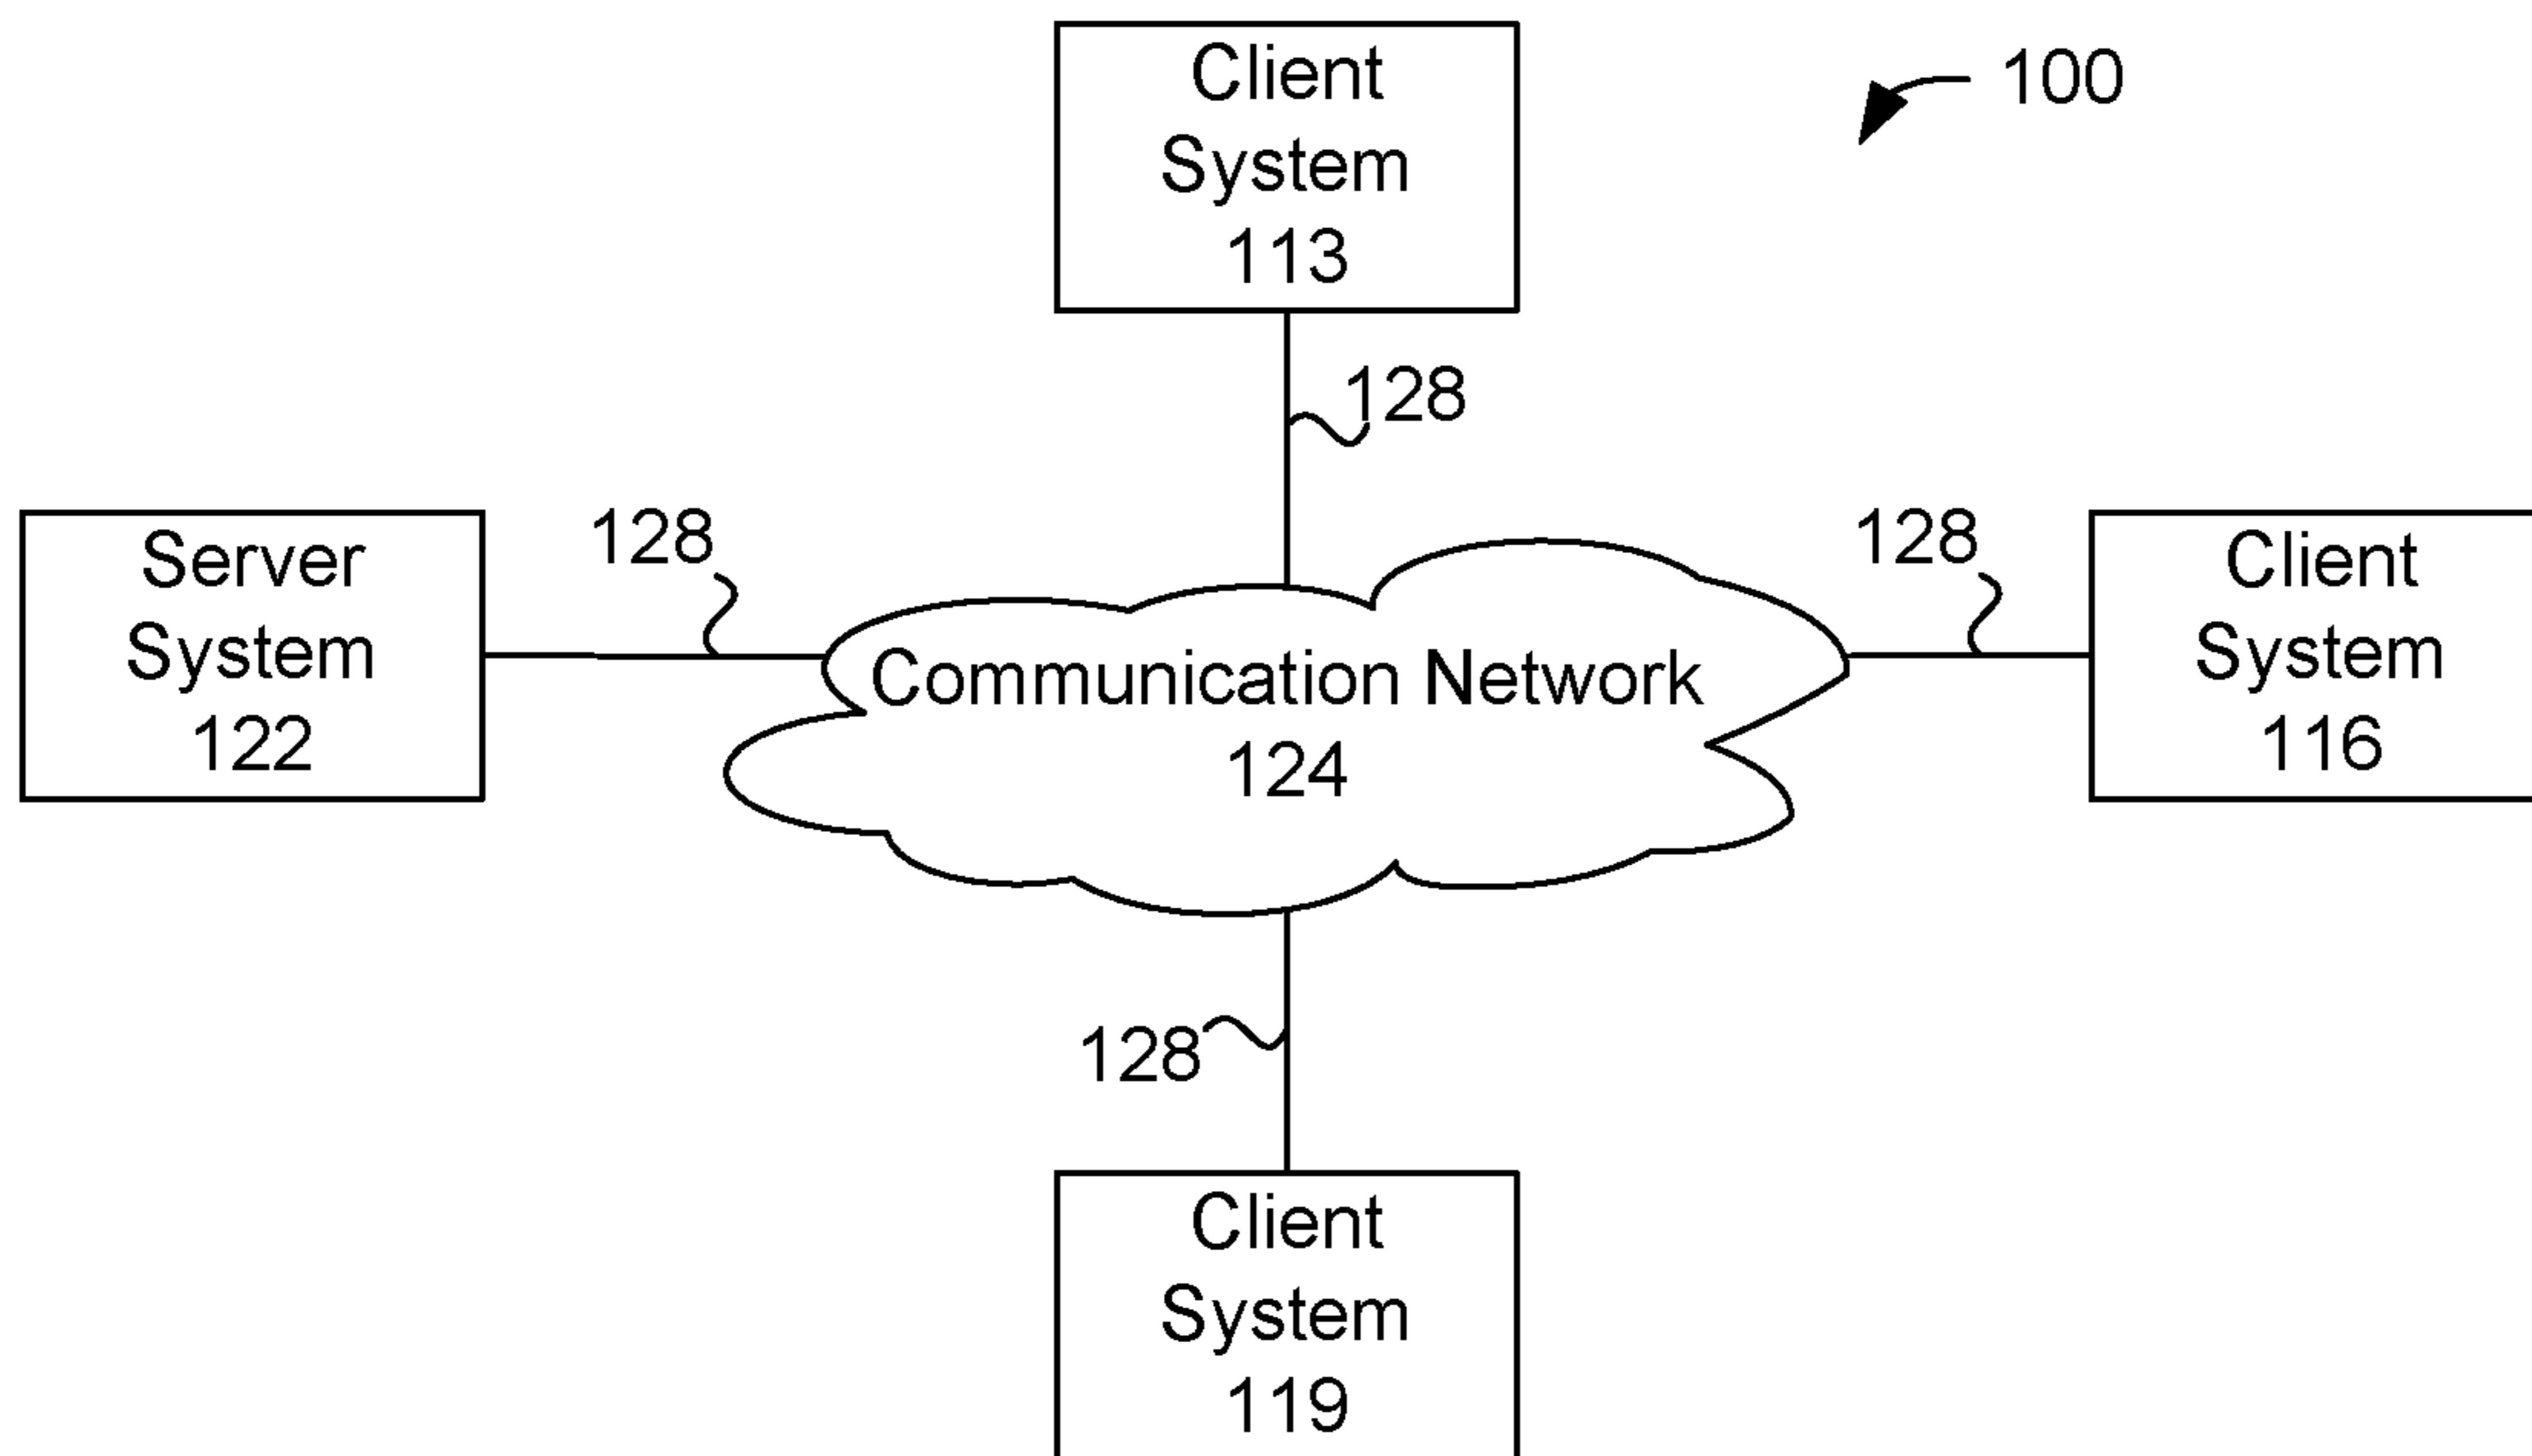 Client
System
113
100
128
Server
System
122
128
128
Client
System
116
Communication Network
124
128
Client
System
119